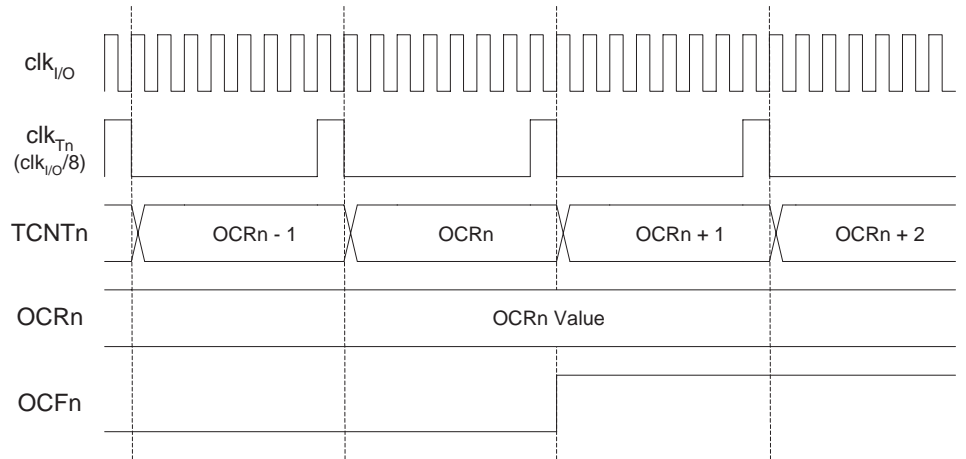 clkI/O
clkTn
(clkI/O/8)
TCNTn
OCRn - 1
OCRn
OCRn + 1
OCRn + 2
OCRn
OCRn Value
OCFn